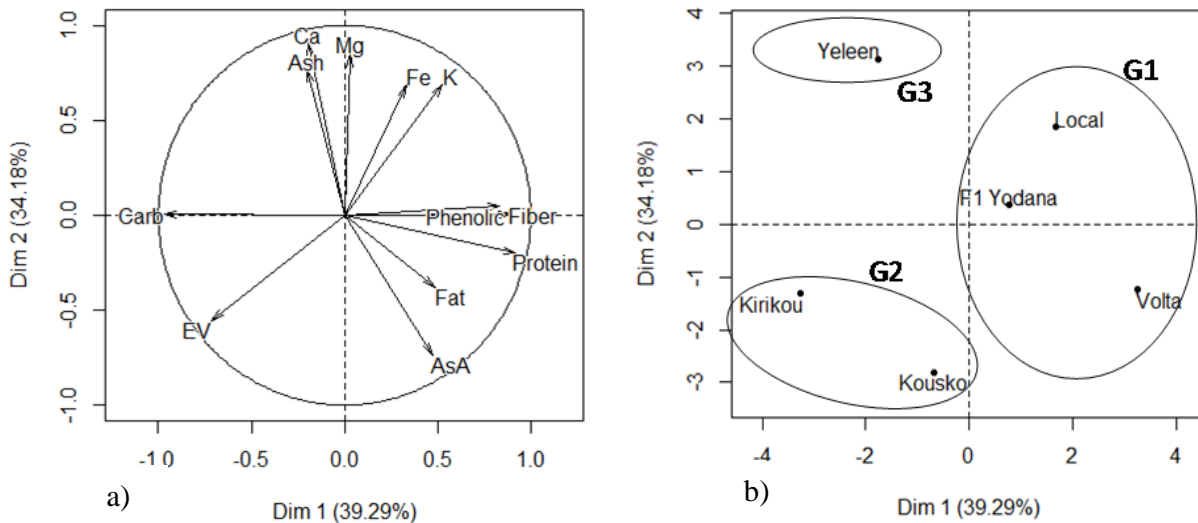 1.0
0.5
0.0
-0.5
-1.0
Dim 2 (34.18%)
Ca
Mg
Ash
Fe K
Carb
Phenolic Fiber
Protein
Fat
EV
AsA
-1.0 -0.5 0.0 0.5 1.0
a)
Dim 1 (39.29%)
4
3
2
1
0
-1
-2
-3
Dim 2 (34.18%)
Yeleen
G3
G1
Local
F1 Yodana
G2
Kirikou
Volta
Kousko
-4 -2 0 2 4
b)
Dim 1 (39.29%)